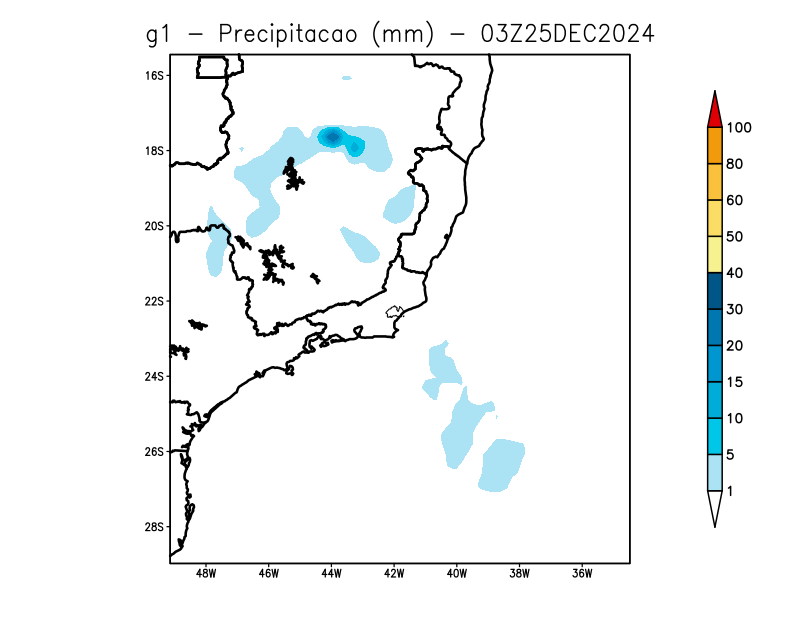 g1 – Precipitacao (mm) – 03Z25DEC2024
16S
18S
20S
22S
24S
26S
28S
48W 46W 44W 42W 40W 38W 36W
100
80
60
50
40
30
20
15
10
5
1